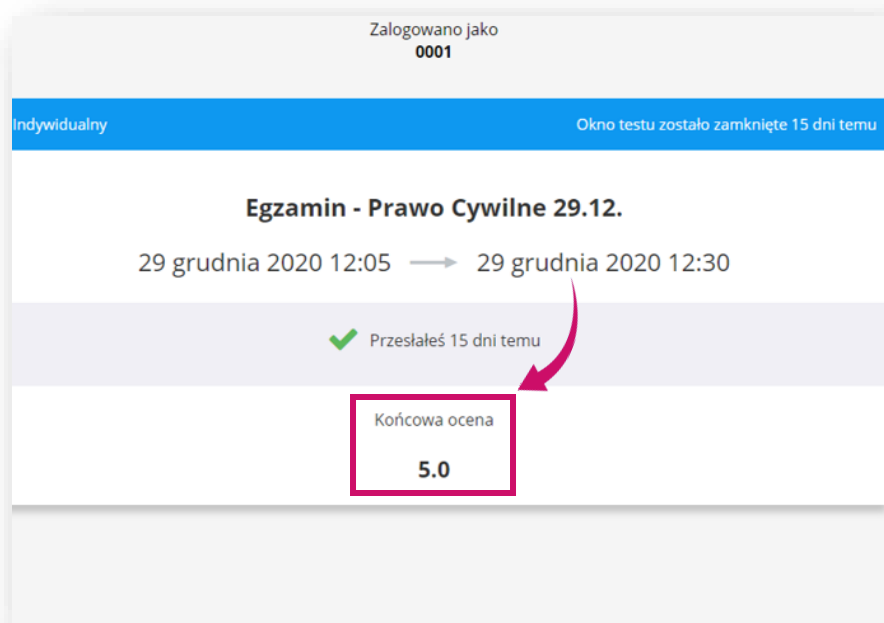 Zalogowano jako
0001
Indywidualny
Okno testu zostało zamknięte 15 dni temu
Egzamin - Prawo Cywilne 29.12.
29 grudnia 2020 12:05 → 29 grudnia 2020 12:30
Przesłałeś 15 dni temu
Końcowa ocena
5.0